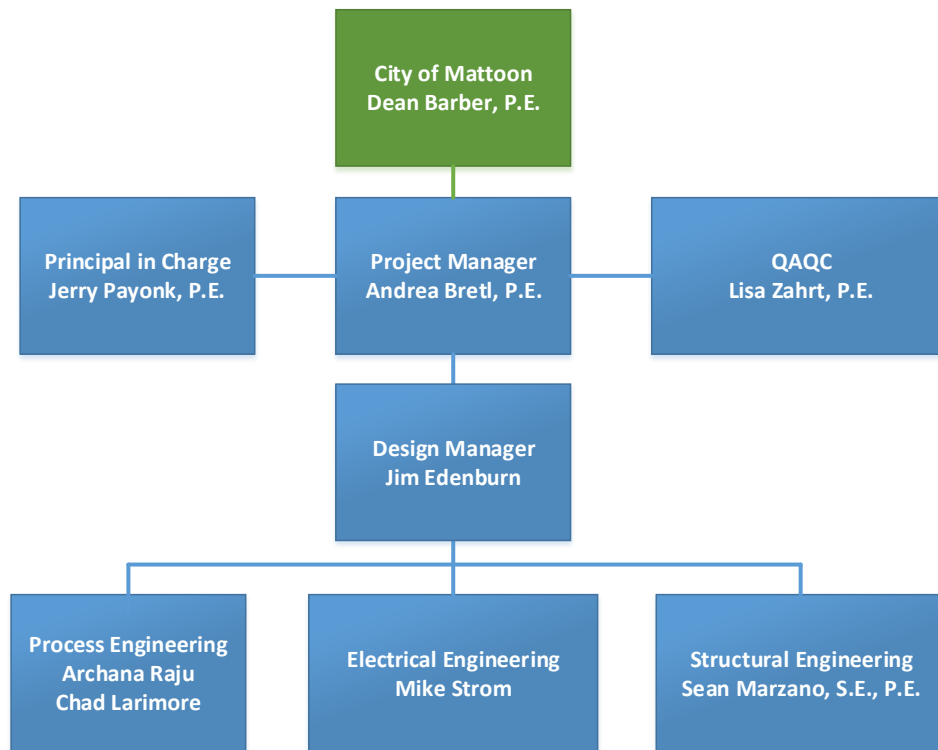 City of Mattoon
Dean Barber, P.E.
Principal in Charge
Jerry Payonk, P.E.
Project Manager
Andrea Bretl, P.E.
QAQC
Lisa Zahrt, P.E.
Design Manager
Jim Edenburn
Process Engineering
Archana Raju
Chad Larimore
Electrical Engineering
Mike Strom
Structural Engineering
Sean Marzano, S.E., P.E.